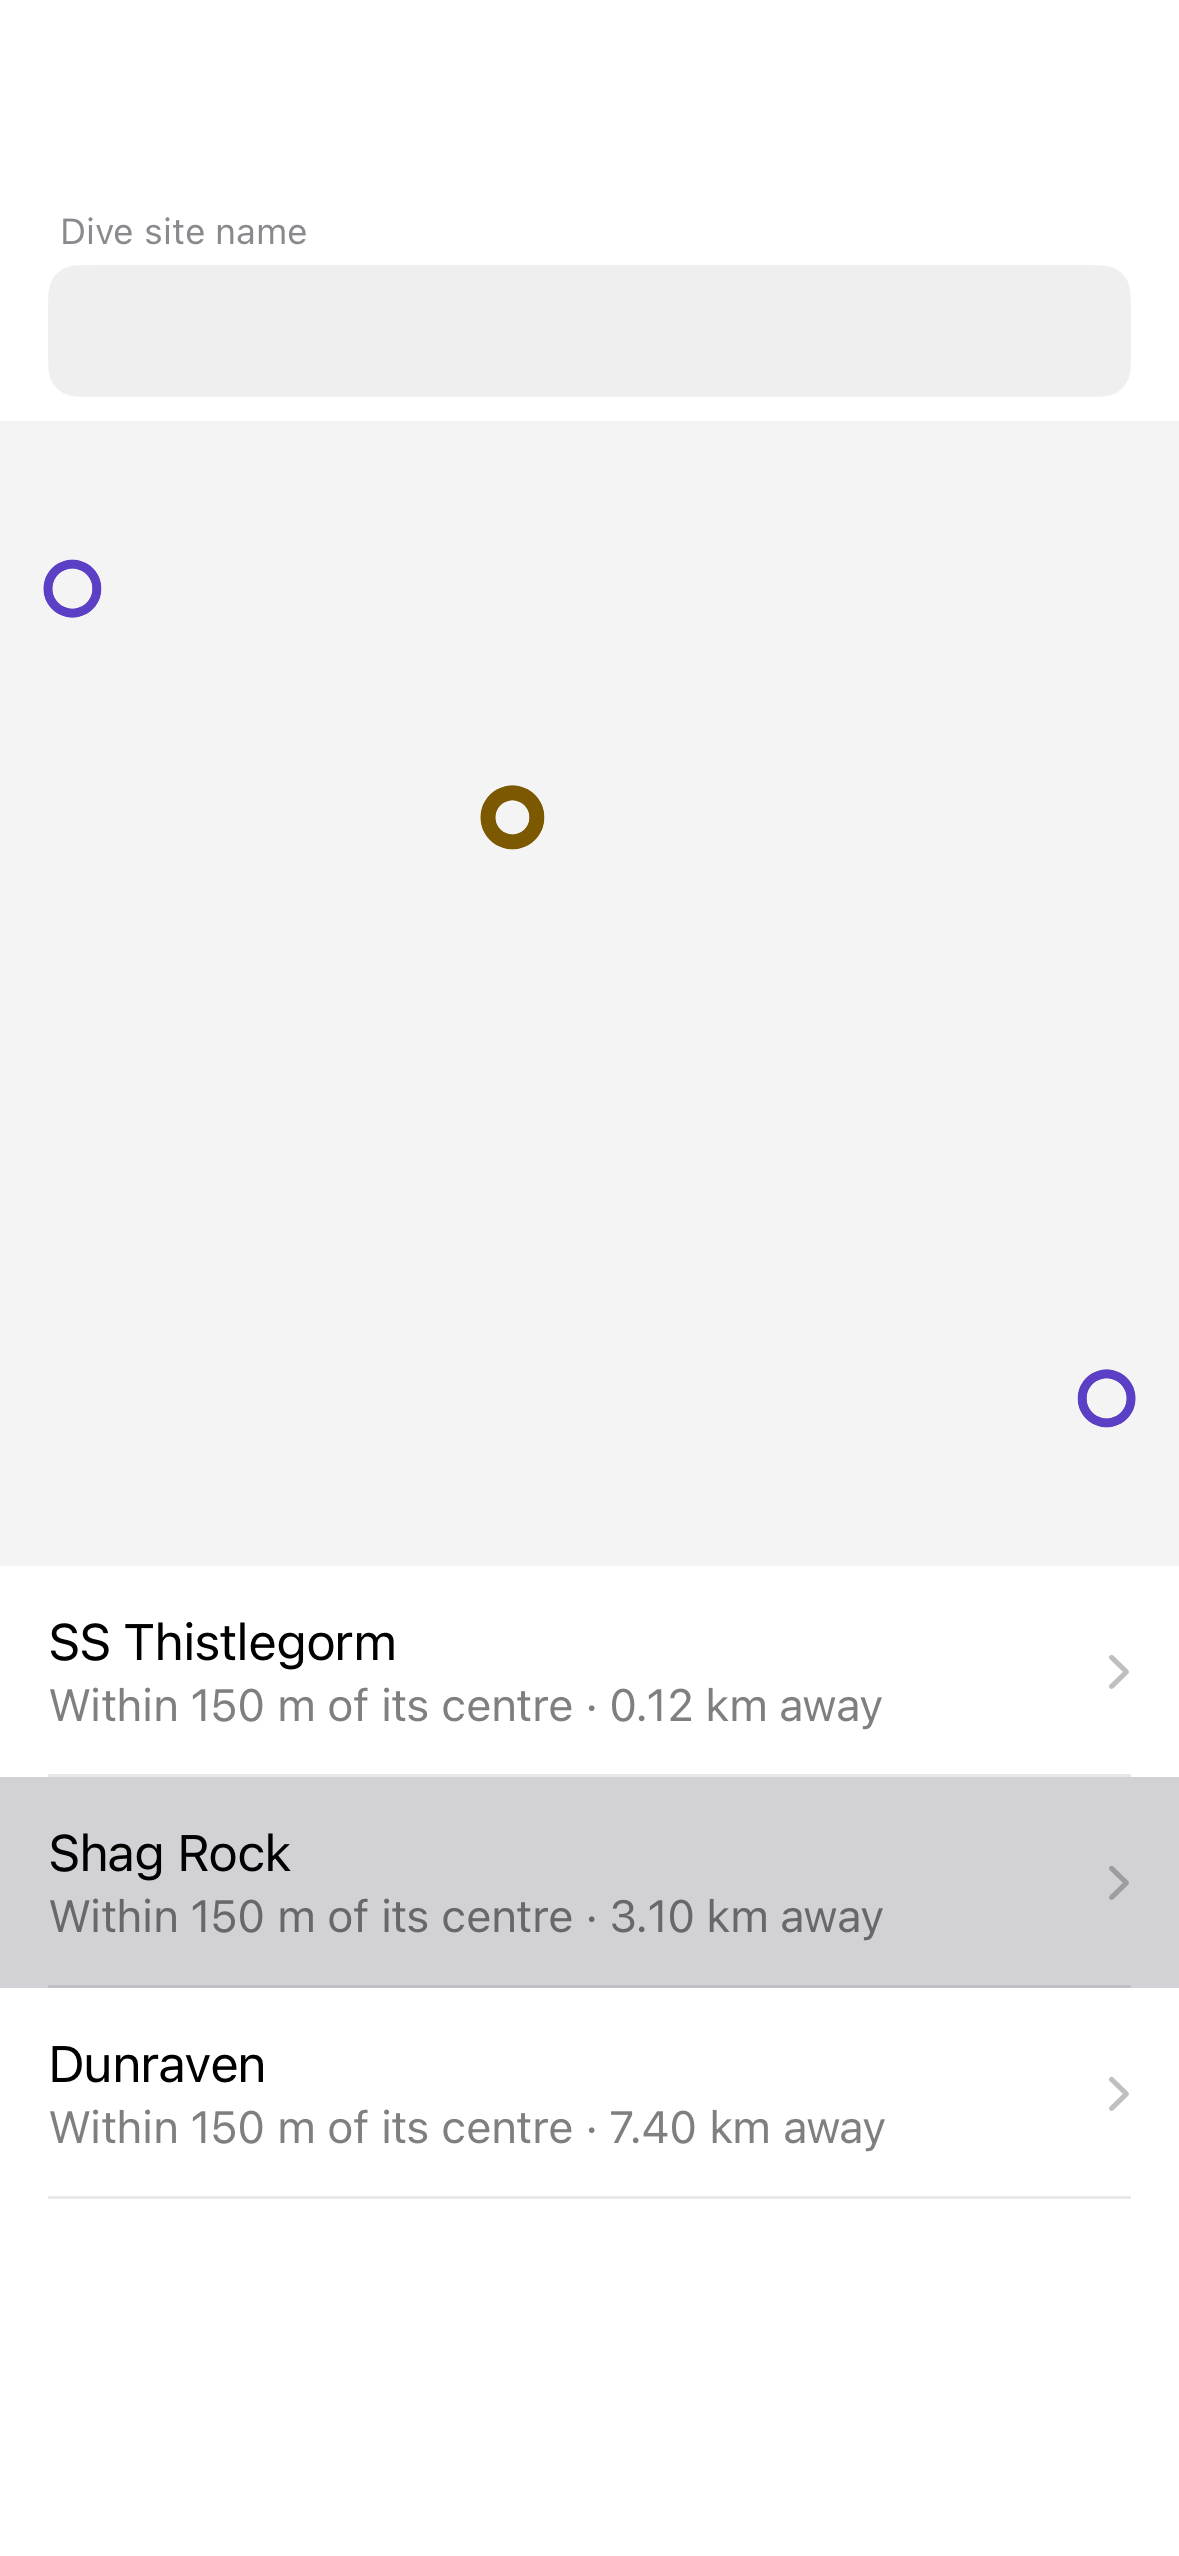 Dive site name
SS Thistlegorm
Within 150 m of its centre · 0.12 km away
Shag Rock
Within 150 m of its centre · 3.10 km away
Dunraven
Within 150 m of its centre · 7.40 km away